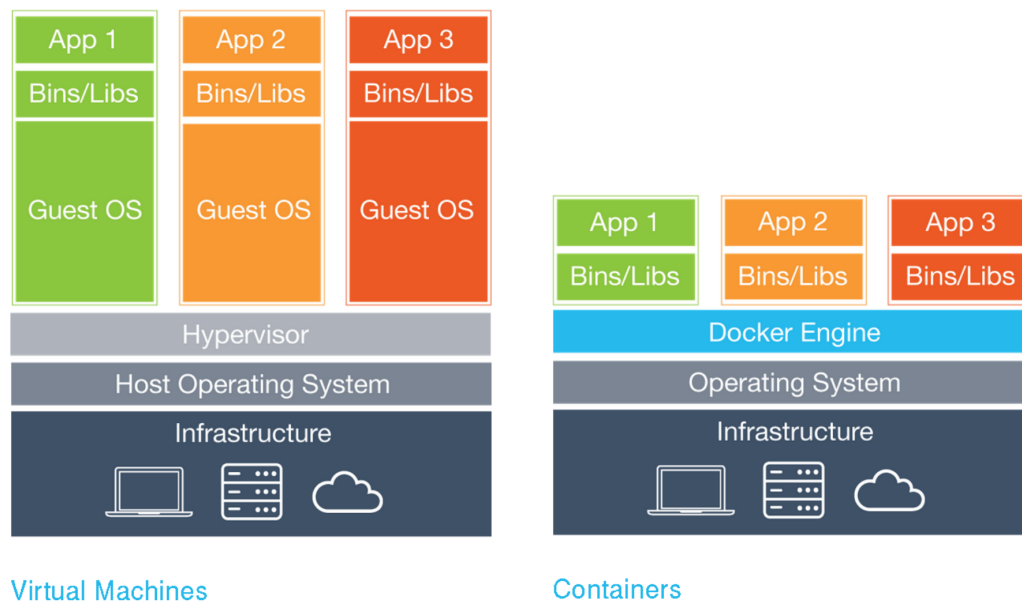 App 1
App 2
App 3
Bins/Libs
Bins/Libs
Bins/Libs
Guest OS
Guest OS
Guest OS
Hypervisor
Host Operating System
Infrastructure
Virtual Machines
App 1
App 2
App 3
Bins/Libs
Bins/Libs
Bins/Libs
Docker Engine
Operating System
Infrastructure
Containers